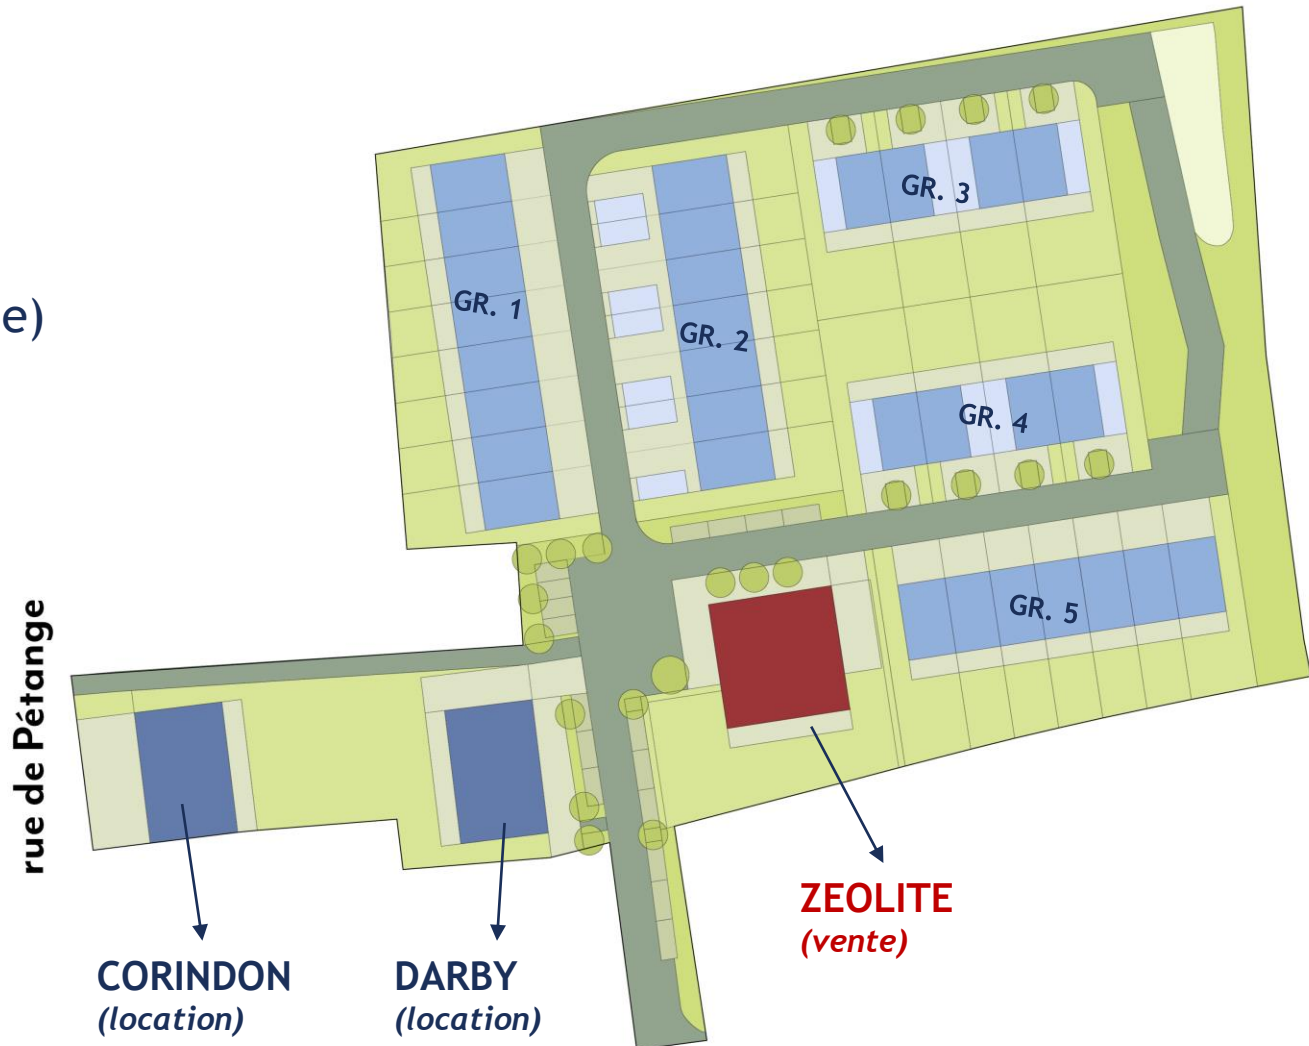 GR. 3
e)
GR. 1
GR. 2
GR. 4
GR. 5
rue de Pétange
ZEOLITE
(vente)
CORINDON
(location)
DARBY
(location)